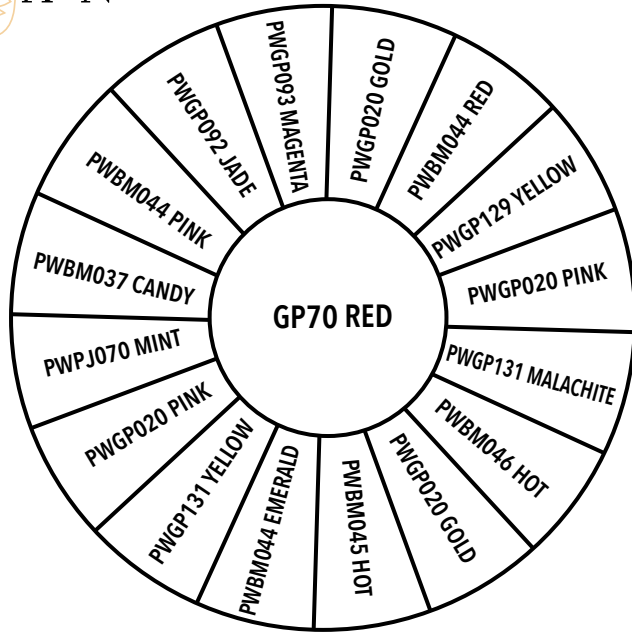 PWGP093 MAGENTA
PWGP020 GOLD
PWBM044 RED
PWGP129 YELLOW
PWGP020 PINK
PWGP131 MALACHITE
PWBM046 HOT
PWGP020 GOLD
PWBM045 HOT
PWBM044 EMERALD
PWGP131 YELLOW
PWGP020 PINK
PWPJ070 MINT
PWBM037 CANDY
PWBM044 PINK
PWGP092 JADE
GP70 RED